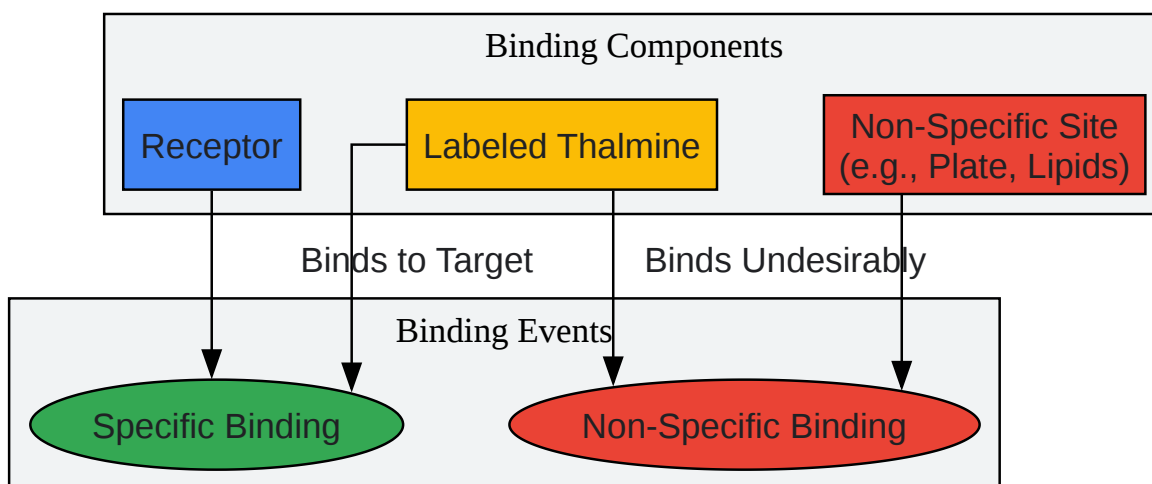 Binding Components
Receptor
Labeled Thalmine
Non-Specific Site
(e.g., Plate, Lipids)
Binds to Target
Binds Undesirably
Binding Events
Specific Binding
Non-Specific Binding